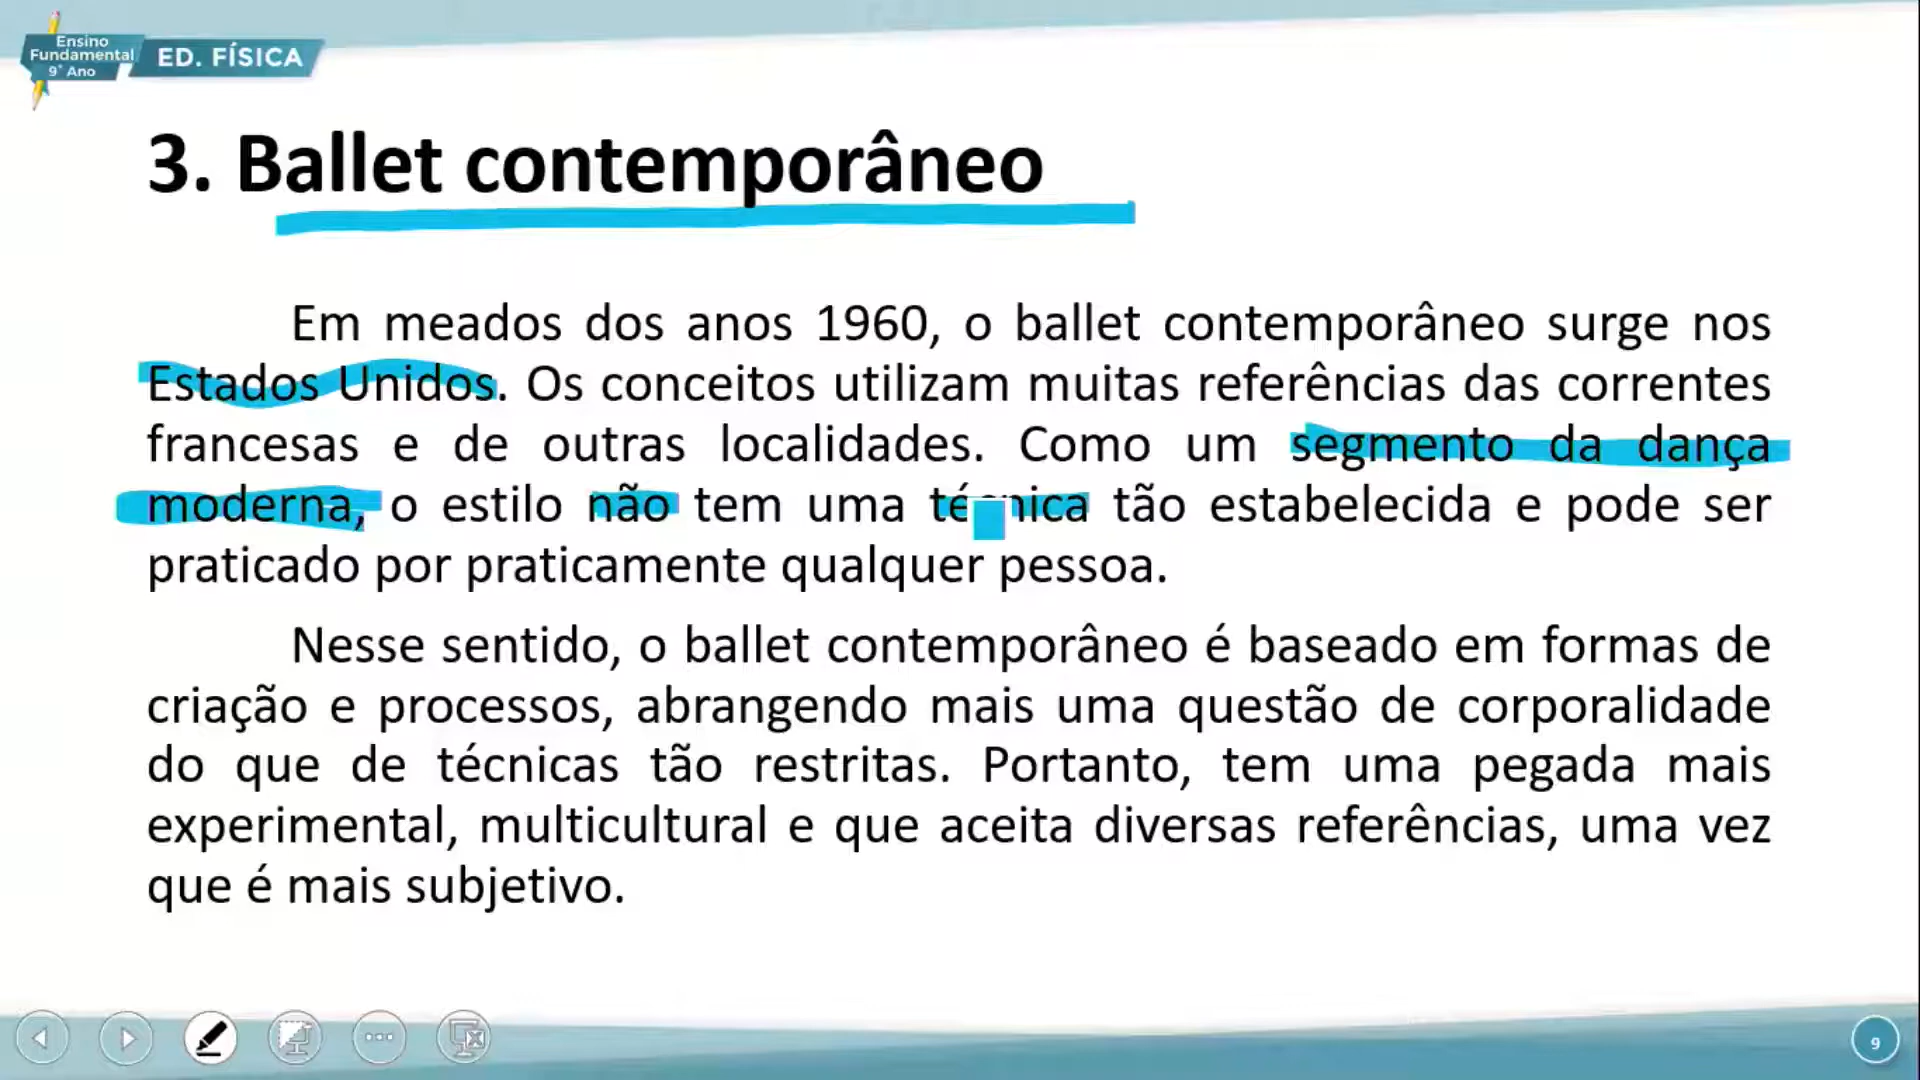 Ensino
Fundamental
9° Ano
ED. FÍSICA
3. Ballet contemporâneo
Em meados dos anos 1960, o ballet contemporâneo surge nos
Estados Unidos. Os conceitos utilizam muitas referências das correntes
francesas e de outras localidades. Como um segmento da dança
moderna, o estilo não tem uma técnica tão estabelecida e pode ser
praticado por praticamente qualquer pessoa.
Nesse sentido, o ballet contemporâneo é baseado em formas de
criação e processos, abrangendo mais uma questão de corporalidade
do que de técnicas tão restritas. Portanto, tem uma pegada mais
experimental, multicultural e que aceita diversas referências, uma vez
que é mais subjetivo.
9